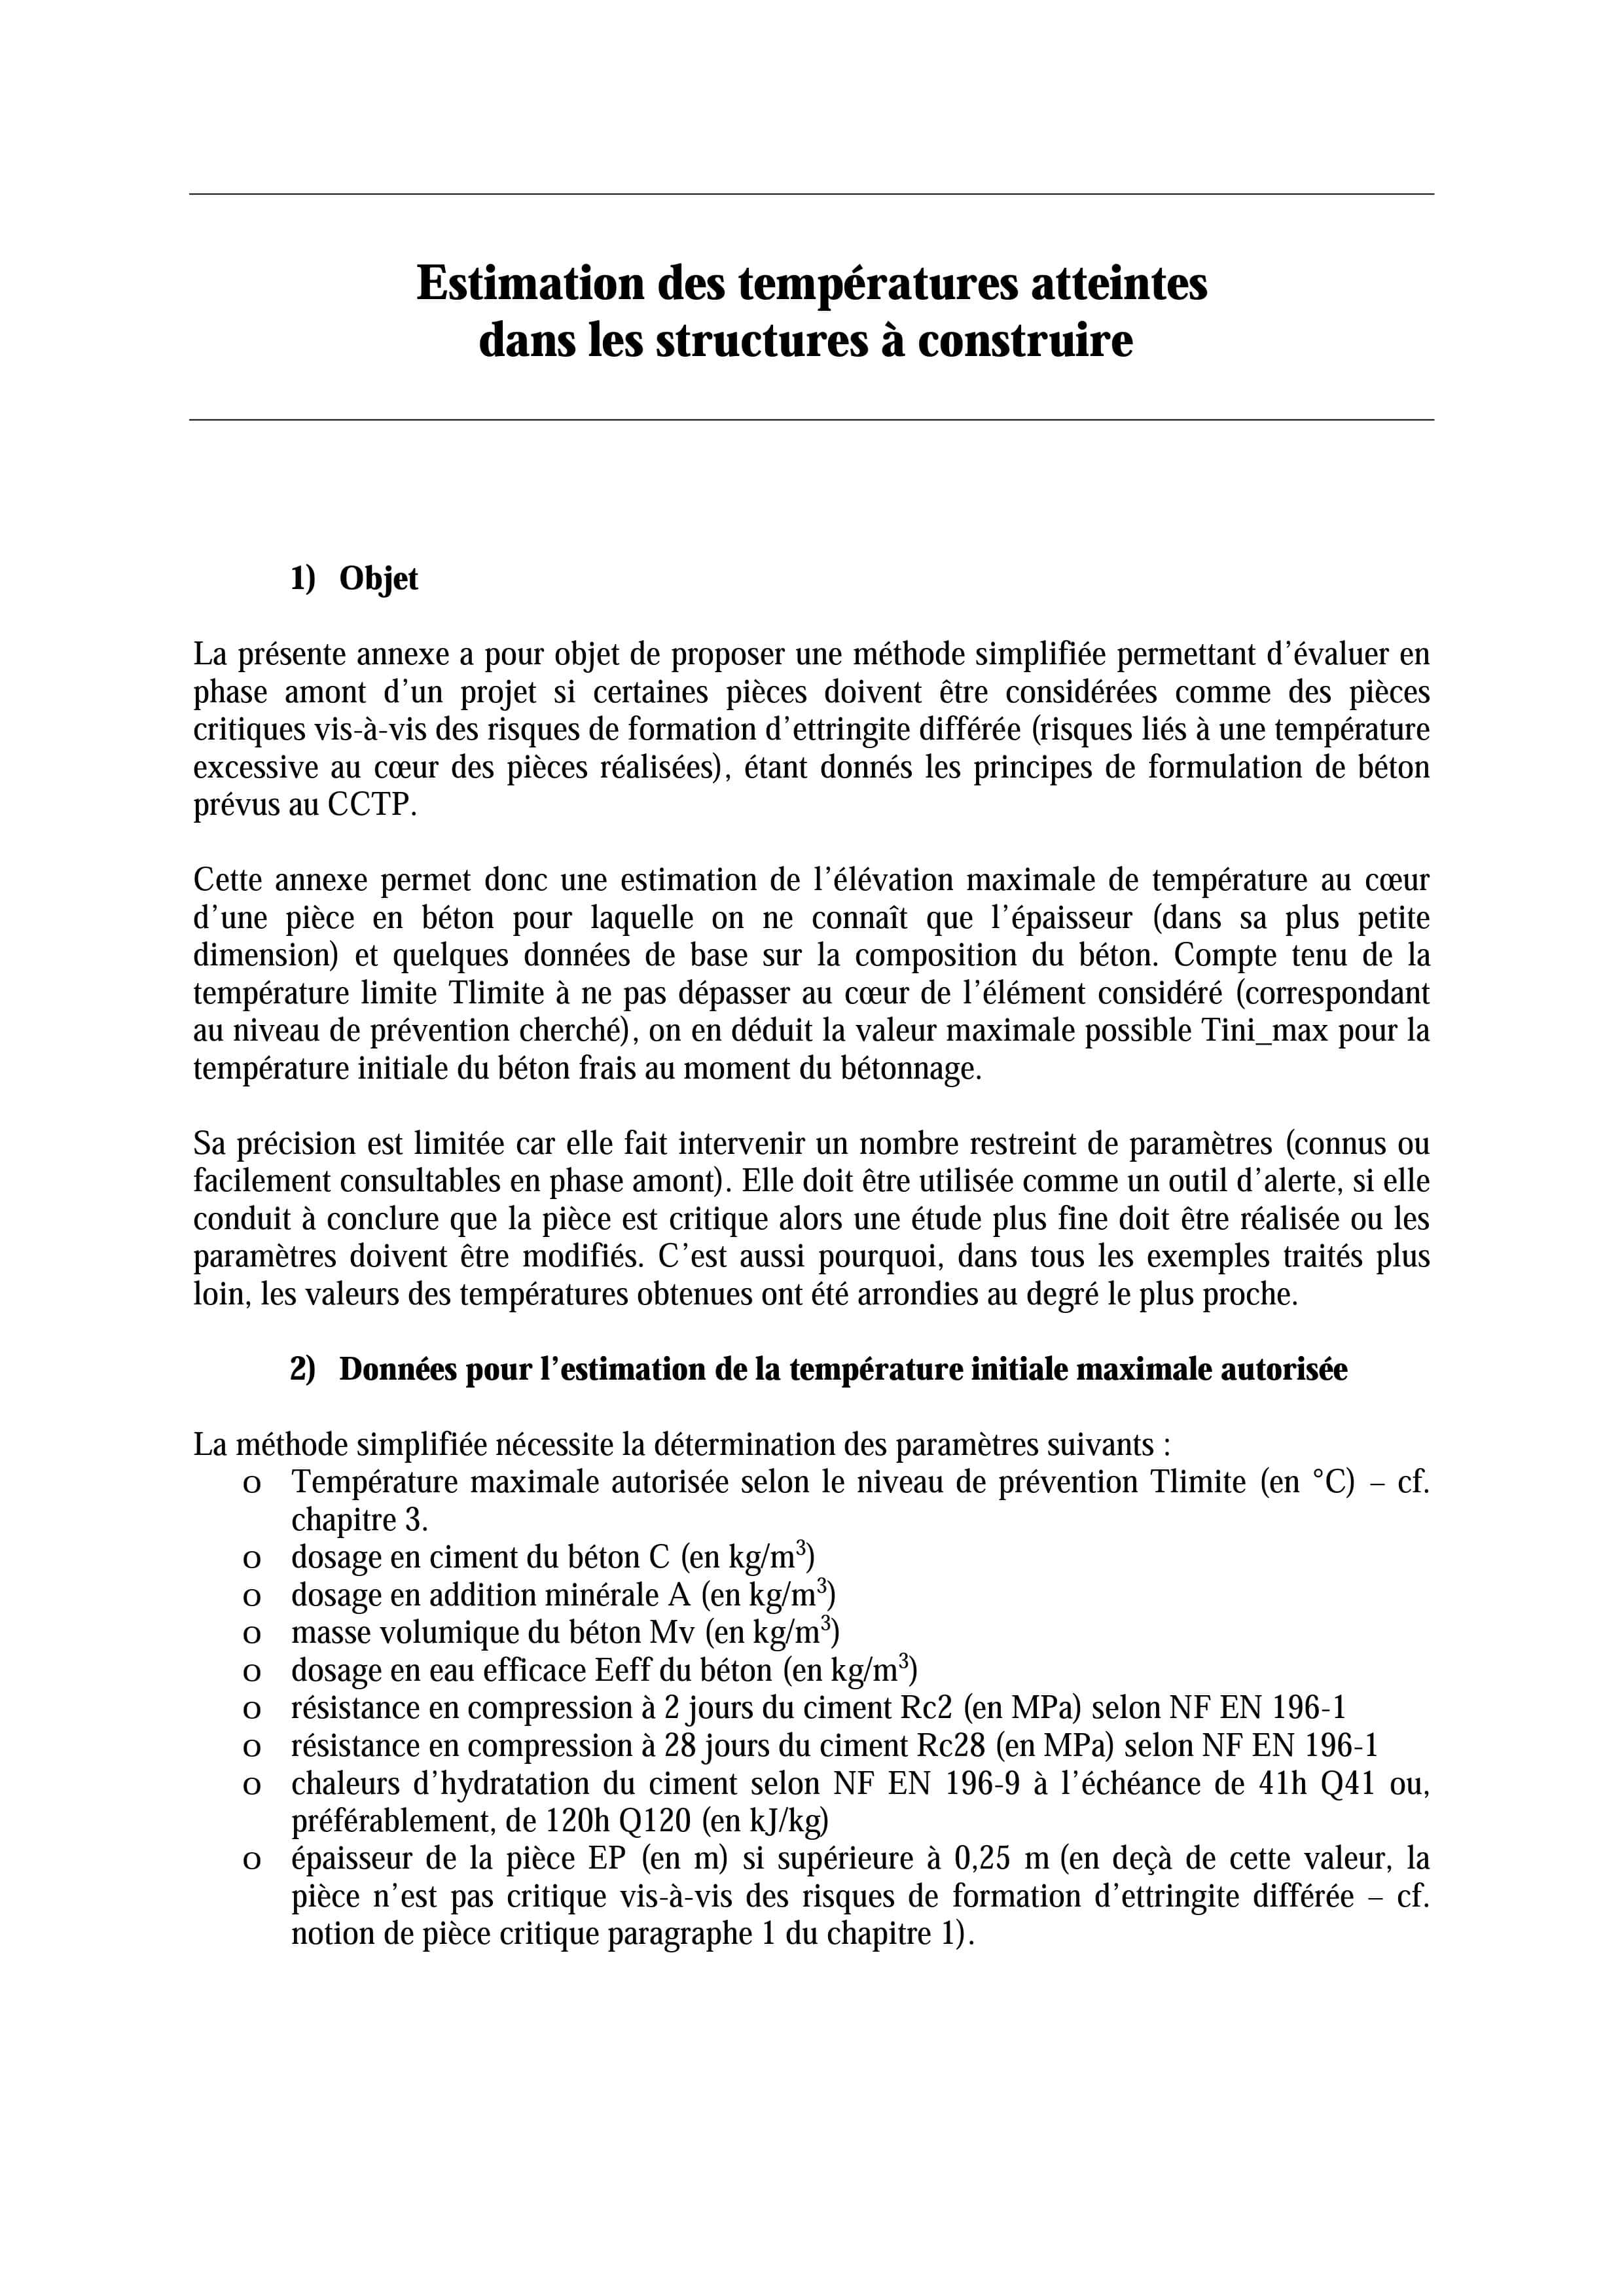 Estimation des températures atteintes
dans les structures à construire
1) Objet
La présente annexe a pour objet de proposer une méthode simplifiée permettant d’évaluer en
phase amont d’un projet si certaines pièces doivent être considérées comme des pièces
critiques vis-à-vis des risques de formation d’ettringite différée (risques liés à une température
excessive au cœur des pièces réalisées), étant donnés les principes de formulation de béton
prévus au CCTP.
Cette annexe permet donc une estimation de l’élévation maximale de température au cœur
d’une pièce en béton pour laquelle on ne connaît que l’épaisseur (dans sa plus petite
dimension) et quelques données de base sur la composition du béton. Compte tenu de la
température limite Tlimite à ne pas dépasser au cœur de l’élément considéré (correspondant
au niveau de prévention cherché), on en déduit la valeur maximale possible Tini_max pour la
température initiale du béton frais au moment du bétonnage.
Sa précision est limitée car elle fait intervenir un nombre restreint de paramètres (connus ou
facilement consultables en phase amont). Elle doit être utilisée comme un outil d’alerte, si elle
conduit à conclure que la pièce est critique alors une étude plus fine doit être réalisée ou les
paramètres doivent être modifiés. C’est aussi pourquoi, dans tous les exemples traités plus
loin, les valeurs des températures obtenues ont été arrondies au degré le plus proche.
2) Données pour l’estimation de la température initiale maximale autorisée
La méthode simplifiée nécessite la détermination des paramètres suivants :
o Température maximale autorisée selon le niveau de prévention Tlimite (en °C) – cf.
chapitre 3.
o dosage en ciment du béton C (en kg/m³)
o dosage en addition minérale A (en kg/m³)
o masse volumique du béton Mv (en kg/m³)
o dosage en eau efficace Eeff du béton (en kg/m³)
o résistance en compression à 2 jours du ciment Rc2 (en MPa) selon NF EN 196-1
o résistance en compression à 28 jours du ciment Rc28 (en MPa) selon NF EN 196-1
o chaleurs d’hydratation du ciment selon NF EN 196-9 à l’échéance de 41h Q41 ou,
préférablement, de 120h Q120 (en kJ/kg)
o épaisseur de la pièce EP (en m) si supérieure à 0,25 m (en deçà de cette valeur, la
pièce n’est pas critique vis-à-vis des risques de formation d’ettringite différée – cf.
notion de pièce critique paragraphe 1 du chapitre 1).